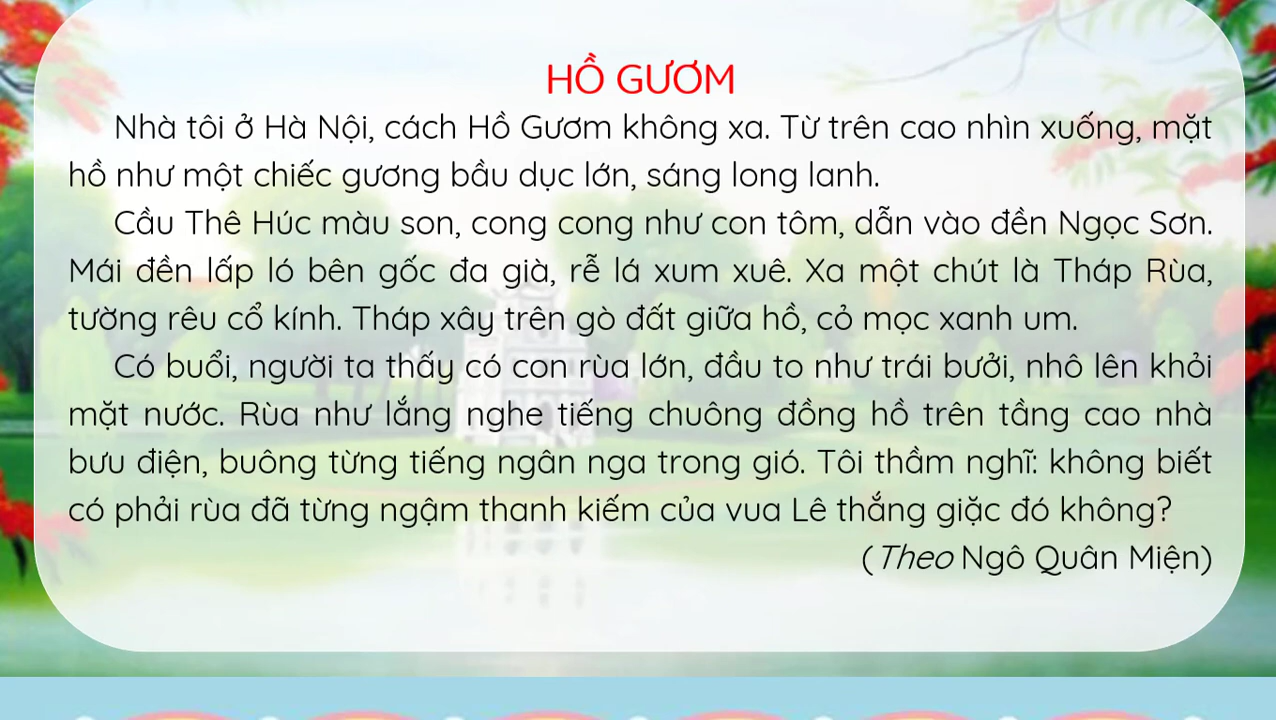 HỒ GƯƠM
Nhà tôi ở Hà Nội, cách Hồ Gươm không xa. Từ trên cao nhìn xuống, mặt
hồ như một chiếc gương bầu dục lớn, sáng long lanh.
Cầu Thê Húc màu son, cong cong như con tôm, dẫn vào đền Ngọc Sơn.
Mái đền lấp ló bên gốc đa già, rễ lá xum xuê. Xa một chút là Tháp Rùa,
tường rêu cổ kính. Tháp xây trên gò đất giữa hồ, cỏ mọc xanh um.
Có buổi, người ta thấy có con rùa lớn, đầu to như trái bưởi, nhô lên khỏi
mặt nước. Rùa như lắng nghe tiếng chuông đồng hồ trên tầng cao nhà
bưu điện, buông từng tiếng ngân nga trong gió. Tôi thầm nghĩ: không biết
có phải rùa đã từng ngậm thanh kiếm của vua Lê thắng giặc đó không?
(Theo Ngô Quân Miện)